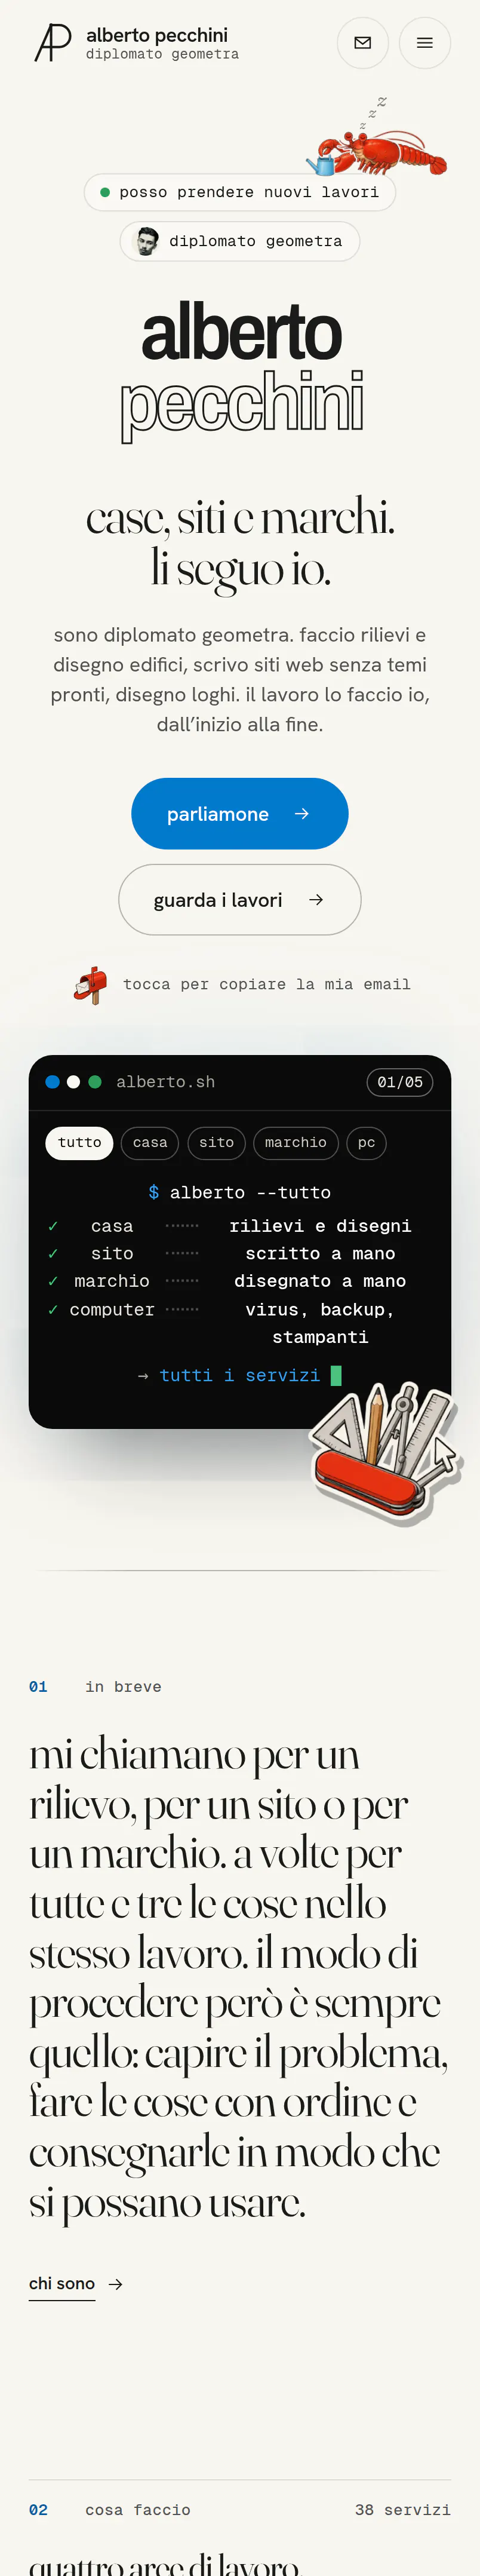 alberto pecchini
diplomato geometra
z
z
z
posso prendere nuovi lavori
diplomato geometra
alberto
pecchini
case, siti e marchi.
li seguo io.
sono diplomato geometra. faccio rilievi e
disegno edifici, scrivo siti web senza temi
pronti, disegno loghi. il lavoro lo faccio io,
dall’inizio alla fine.
parliamone →
guarda i lavori →
tocca per copiare la mia email
alberto.sh 01/05
tutto casa sito marchio pc
$ alberto --tutto
✓ casa ······· rilievi e disegni
✓ sito ······· scritto a mano
✓ marchio ······· disegnato a mano
✓ computer ······· virus, backup,
stampanti
→ tutti i servizi
01 in breve
mi chiamano per un
rilievo, per un sito o per
un marchio. a volte per
tutte e tre le cose nello
stesso lavoro. il modo di
procedere però è sempre
quello: capire il problema,
fare le cose con ordine e
consegnarle in modo che
si possano usare.
chi sono →
02 cosa faccio 38 servizi
quattro aree di lavoro.